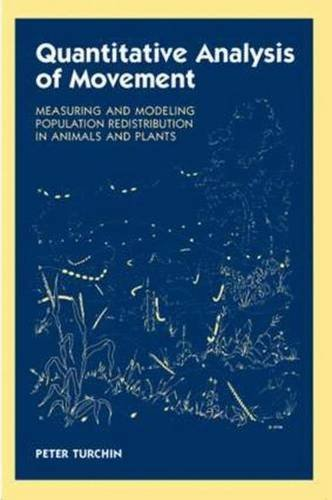 Quantitative Analysis
of Movement
MEASURING AND MODELING
POPULATION REDISTRIBUTION
IN ANIMALS AND PLANTS
PETER TURCHIN